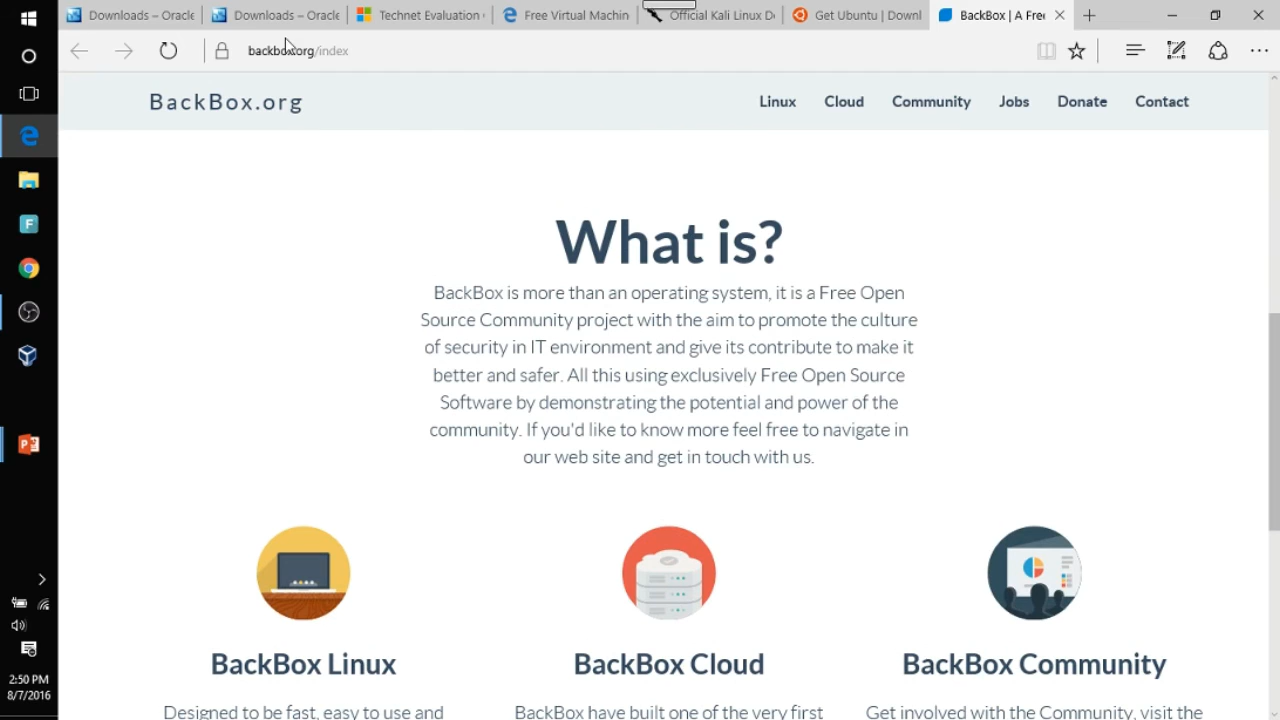 Downloads – Oracle
Downloads – Oracle
Technet Evaluation
Free Virtual Machin
Official Kali Linux D
Get Ubuntu | Downl
BackBox | A Free
backbox.org/index
BackBox.org
Linux
Cloud
Community
Jobs
Donate
Contact
What is?
BackBox is more than an operating system, it is a Free Open
Source Community project with the aim to promote the culture
of security in IT environment and give its contribute to make it
better and safer. All this using exclusively Free Open Source
Software by demonstrating the potential and power of the
community. If you'd like to know more feel free to navigate in
our web site and get in touch with us.
BackBox Linux
BackBox Cloud
BackBox Community
Designed to be fast, easy to use and
BackBox have built one of the very first
Get involved with the Community, visit the
F
P
2:50 PM
8/7/2016